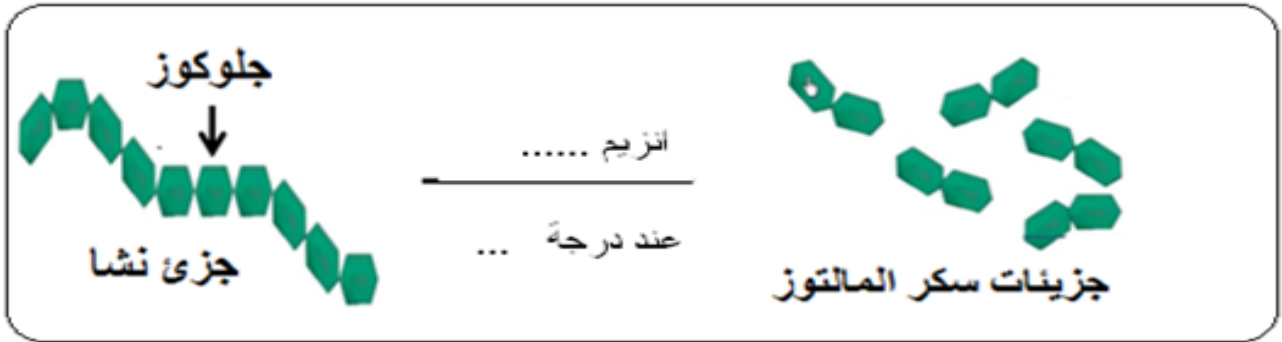 جلوكوز
انزيم ......
عند درجة ...
جزئ نشا
جزيئات سكر المالتوز